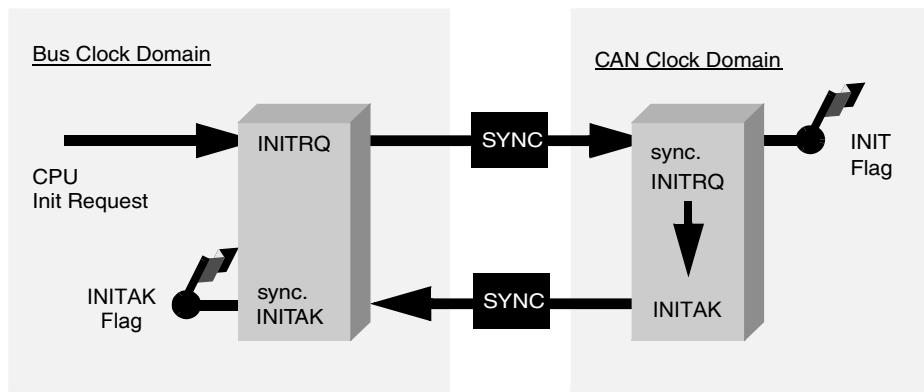 Bus Clock Domain
CAN Clock Domain
CPU
Init Request
INITRQ
SYNC
sync.
INITRQ
INIT
Flag
INITAK
Flag
sync.
INITAK
SYNC
INITAK